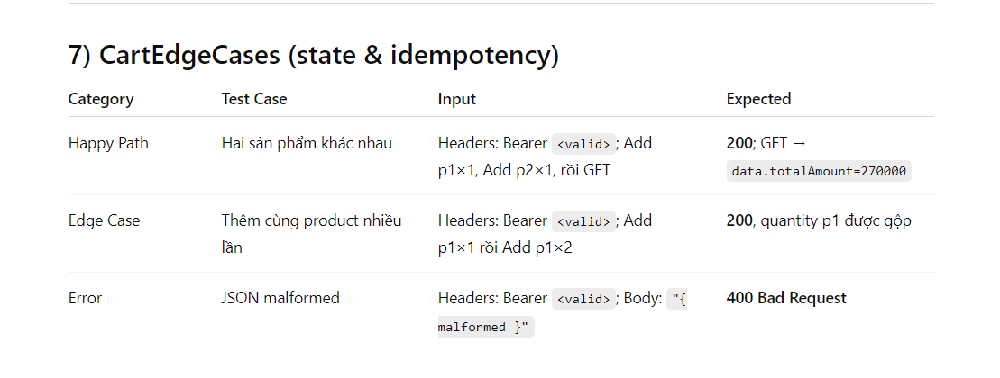 7) CartEdgeCases (state & idempotency)
Category Test Case Input Expected
Happy Path Hai sản phẩm khác nhau Headers: Bearer <valid>; Add 200; GET →
p1×1, Add p2×1, rồi GET data.totalAmount=270000
Edge Case Thêm cùng product nhiều Headers: Bearer <valid>; Add 200, quantity p1 được gộp
lần p1×1 rồi Add p1×2
Error JSON malformed Headers: Bearer <valid>; Body: "{ 400 Bad Request
malformed }"